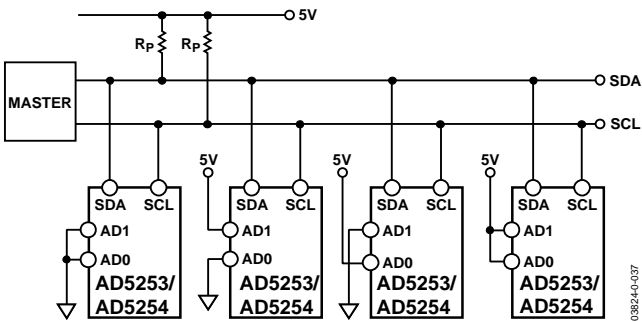 5V
RP RP
SDA
MASTER
SCL
5V 5V 5V
SDA SCL SDA SCL SDA SCL SDA SCL
AD1 AD1 AD1 AD1
AD0 AD0 AD0 AD0
AD5253/ AD5253/ AD5253/ AD5253/
AD5254 AD5254 AD5254 AD5254
03824-0-037